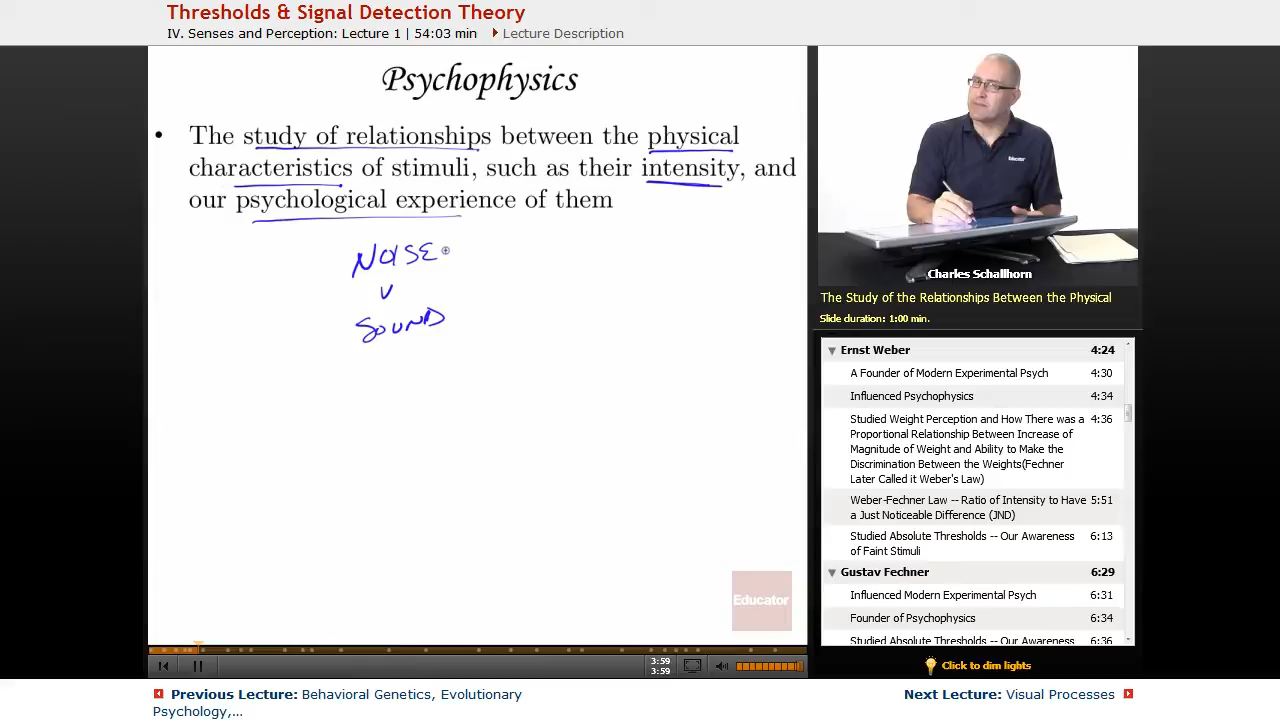 Thresholds & Signal Detection Theory
IV. Senses and Perception: Lecture 1 | 54:03 min Lecture Description
Psychophysics
• The study of relationships between the physical
characteristics of stimuli, such as their intensity, and
our psychological experience of them
NOISE
v
SOUND
Educator
Educator
Charles Schallhorn
The Study of the Relationships Between the Physical
Slide duration: 1:00 min.
Ernst Weber 4:24
A Founder of Modern Experimental Psych 4:30
Influenced Psychophysics 4:34
Studied Weight Perception and How There was a 4:36
Proportional Relationship Between Increase of
Magnitude of Weight and Ability to Make the
Discrimination Between the Weights(Fechner
Later Called it Weber's Law)
Weber-Fechner Law -- Ratio of Intensity to Have 5:51
a Just Noticeable Difference (JND)
Studied Absolute Thresholds -- Our Awareness 6:13
of Faint Stimuli
Gustav Fechner 6:29
Influenced Modern Experimental Psych 6:31
Founder of Psychophysics 6:34
Studied Absolute Thresholds -- Our Awareness 6:36
3:59
3:59
Click to dim lights
Previous Lecture: Behavioral Genetics, Evolutionary
Psychology,...
Next Lecture: Visual Processes